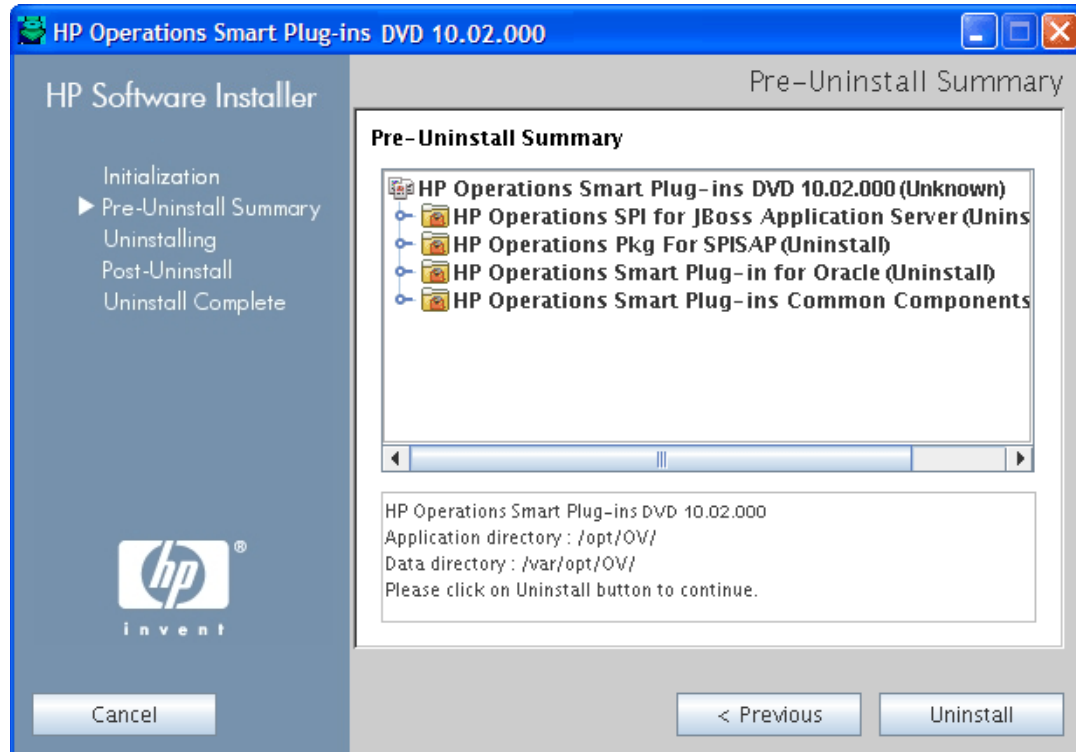 HP Operations Smart Plug-ins DVD 10.02.000
HP Software Installer
Initialization
Pre-Uninstall Summary
Uninstalling
Post-Uninstall
Uninstall Complete
hp
®
invent
Pre-Uninstall Summary
Pre-Uninstall Summary
HP Operations Smart Plug-ins DVD 10.02.000 (Unknown)
HP Operations SPI for JBoss Application Server (Unins
HP Operations Pkg For SPISAP (Uninstall)
HP Operations Smart Plug-in for Oracle (Uninstall)
HP Operations Smart Plug-ins Common Components
HP Operations Smart Plug-ins DVD 10.02.000
Application directory : /opt/OV/
Data directory : /var/opt/OV/
Please click on Uninstall button to continue.
Cancel
< Previous
Uninstall